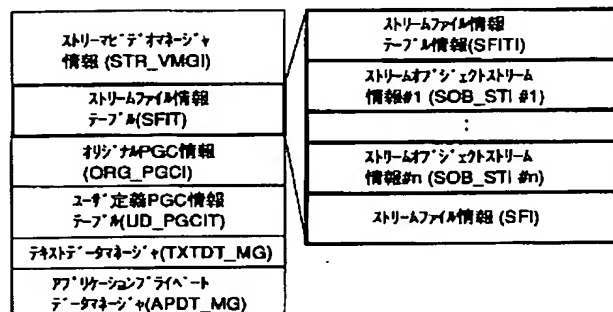 ストリーマビデオマネージャ
情報 (STR_VMGI)
ストリームファイル情報
テーブル(SFIT)
オリジナルPGC情報
(ORG_PGCI)
ユーザ定義PGC情報
テーブル(UD_PGCIT)
テキストデータマネージャ(TXTDT_MG)
アプリケーションプライベート
データマネージャ(APDT_MG)
ストリームファイル情報
テーブル情報(SFITI)
ストリームオブジェクトストリーム
情報#1 (SOB_STI #1)
:
ストリームオブジェクトストリーム
情報#n (SOB_STI #n)
ストリームファイル情報 (SFI)